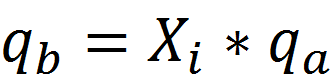 q_b = X_i * q_a